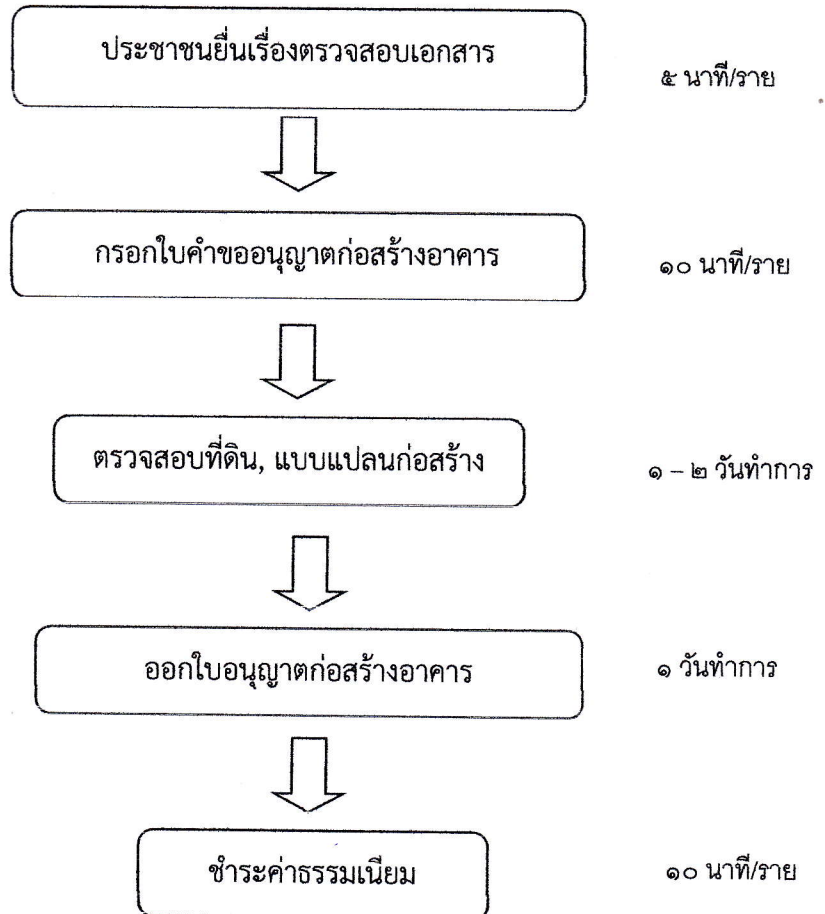 ประชาชนยื่นเรื่องตรวจสอบเอกสาร
๕ นาที/ราย
กรอกใบคำขออนุญาตก่อสร้างอาคาร
๑๐ นาที/ราย
ตรวจสอบที่ดิน, แบบแปลนก่อสร้าง
๑ – ๒ วันทำการ
ออกใบอนุญาตก่อสร้างอาคาร
๑ วันทำการ
ชำระค่าธรรมเนียม
๑๐ นาที/ราย